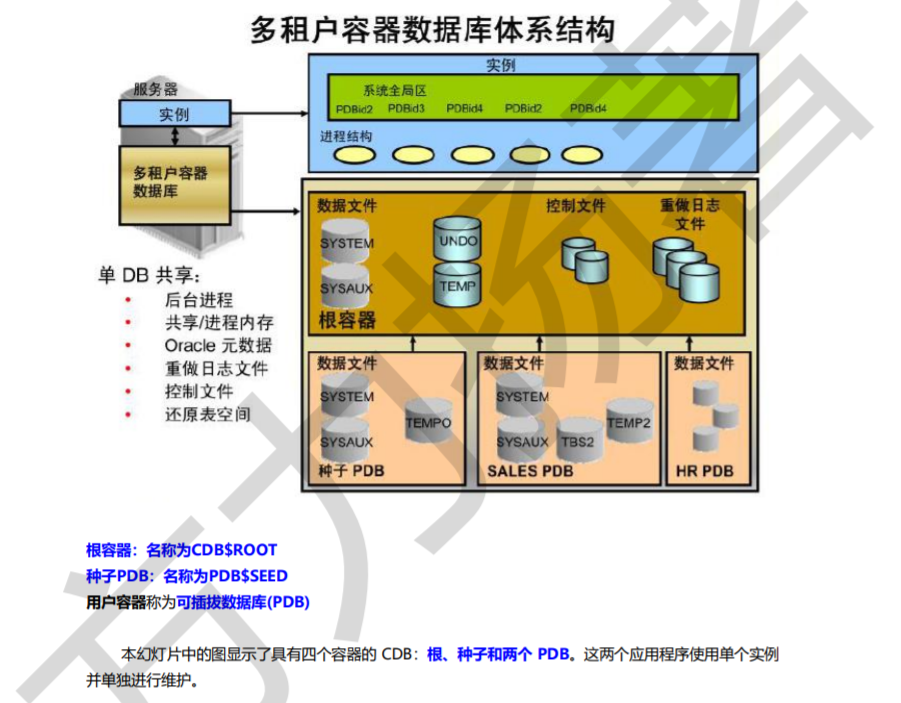 多租户容器数据库体系结构
服务器
实例
多租户容器
数据库
实例
系统全局区
PDBid2 PDBid3 PDBid4 PDBid2 PDBid4
进程结构
数据文件
控制文件
重做日志
文件
SYSTEM
UNDO
SYSAUX
TEMP
根容器
单 DB 共享:
• 后台进程
• 共享/进程内存
• Oracle 元数据
• 重做日志文件
• 控制文件
• 还原表空间
数据文件
SYSTEM
TEMPO
SYSAUX
种子 PDB
数据文件
SYSTEM
TEMP2
SYSAUX
TBS2
SALES PDB
数据文件
HR PDB
根容器：名称为CDB$ROOT
种子PDB：名称为PDB$SEED
用户容器称为可插拔数据库(PDB)
本幻灯片中的图显示了具有四个容器的 CDB：根、种子和两个 PDB。这两个应用程序使用单个实例
并单独进行维护。